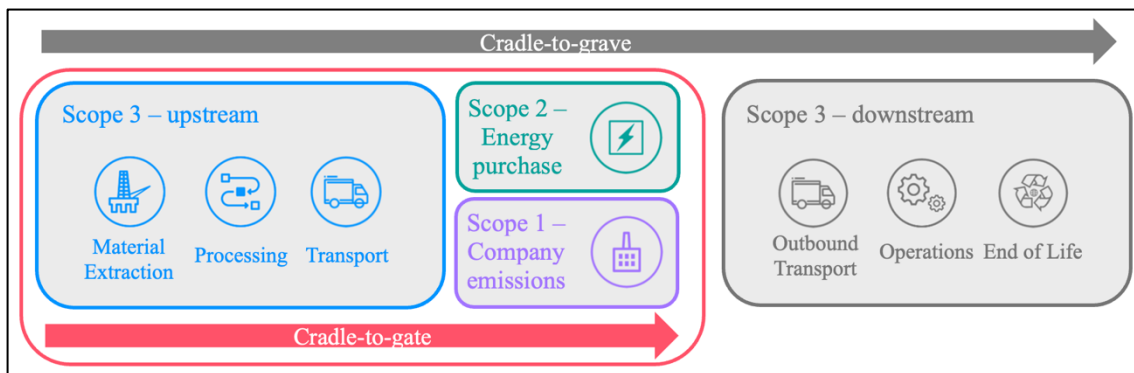 Cradle-to-grave
Scope 3 – upstream
Material
Extraction
Processing
Transport
Scope 2 –
Energy
purchase
Scope 1 –
Company
emissions
Scope 3 – downstream
Outbound
Transport
Operations
End of Life
Cradle-to-gate